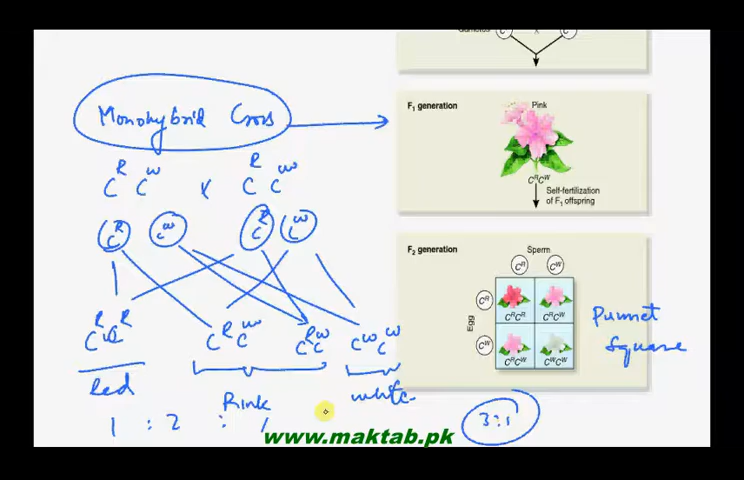 Gametes
Monohybrid Cross
C^R C^W x C^R C^W
C^R C^W C^R C^W
C^R C^R C^R C^W C^R C^W C^W C^W
Red
Pink
white
1 : 2 : 1
F1 generation
Pink
C^R C^W
Self-fertilization
of F1 offspring
F2 generation
Sperm
C^R C^W
Egg
C^R
C^R C^R C^R C^W
C^W
C^R C^W C^W C^W
Punnet
Square
3:1
www.maktab.pk